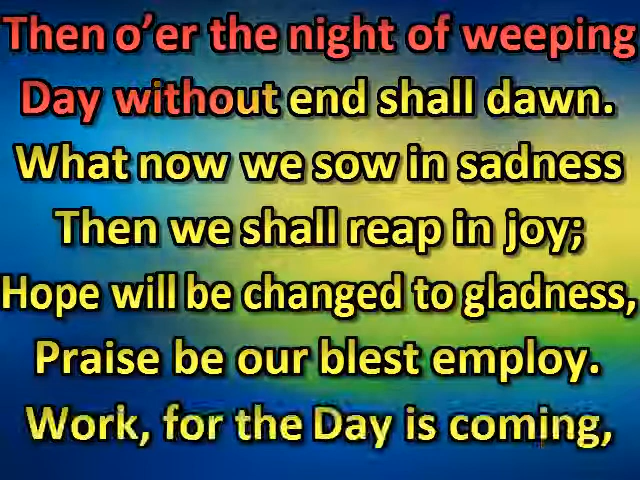 Then o’er the night of weeping
Day without end shall dawn.
What now we sow in sadness
Then we shall reap in joy;
Hope will be changed to gladness,
Praise be our blest employ.
Work, for the Day is coming,